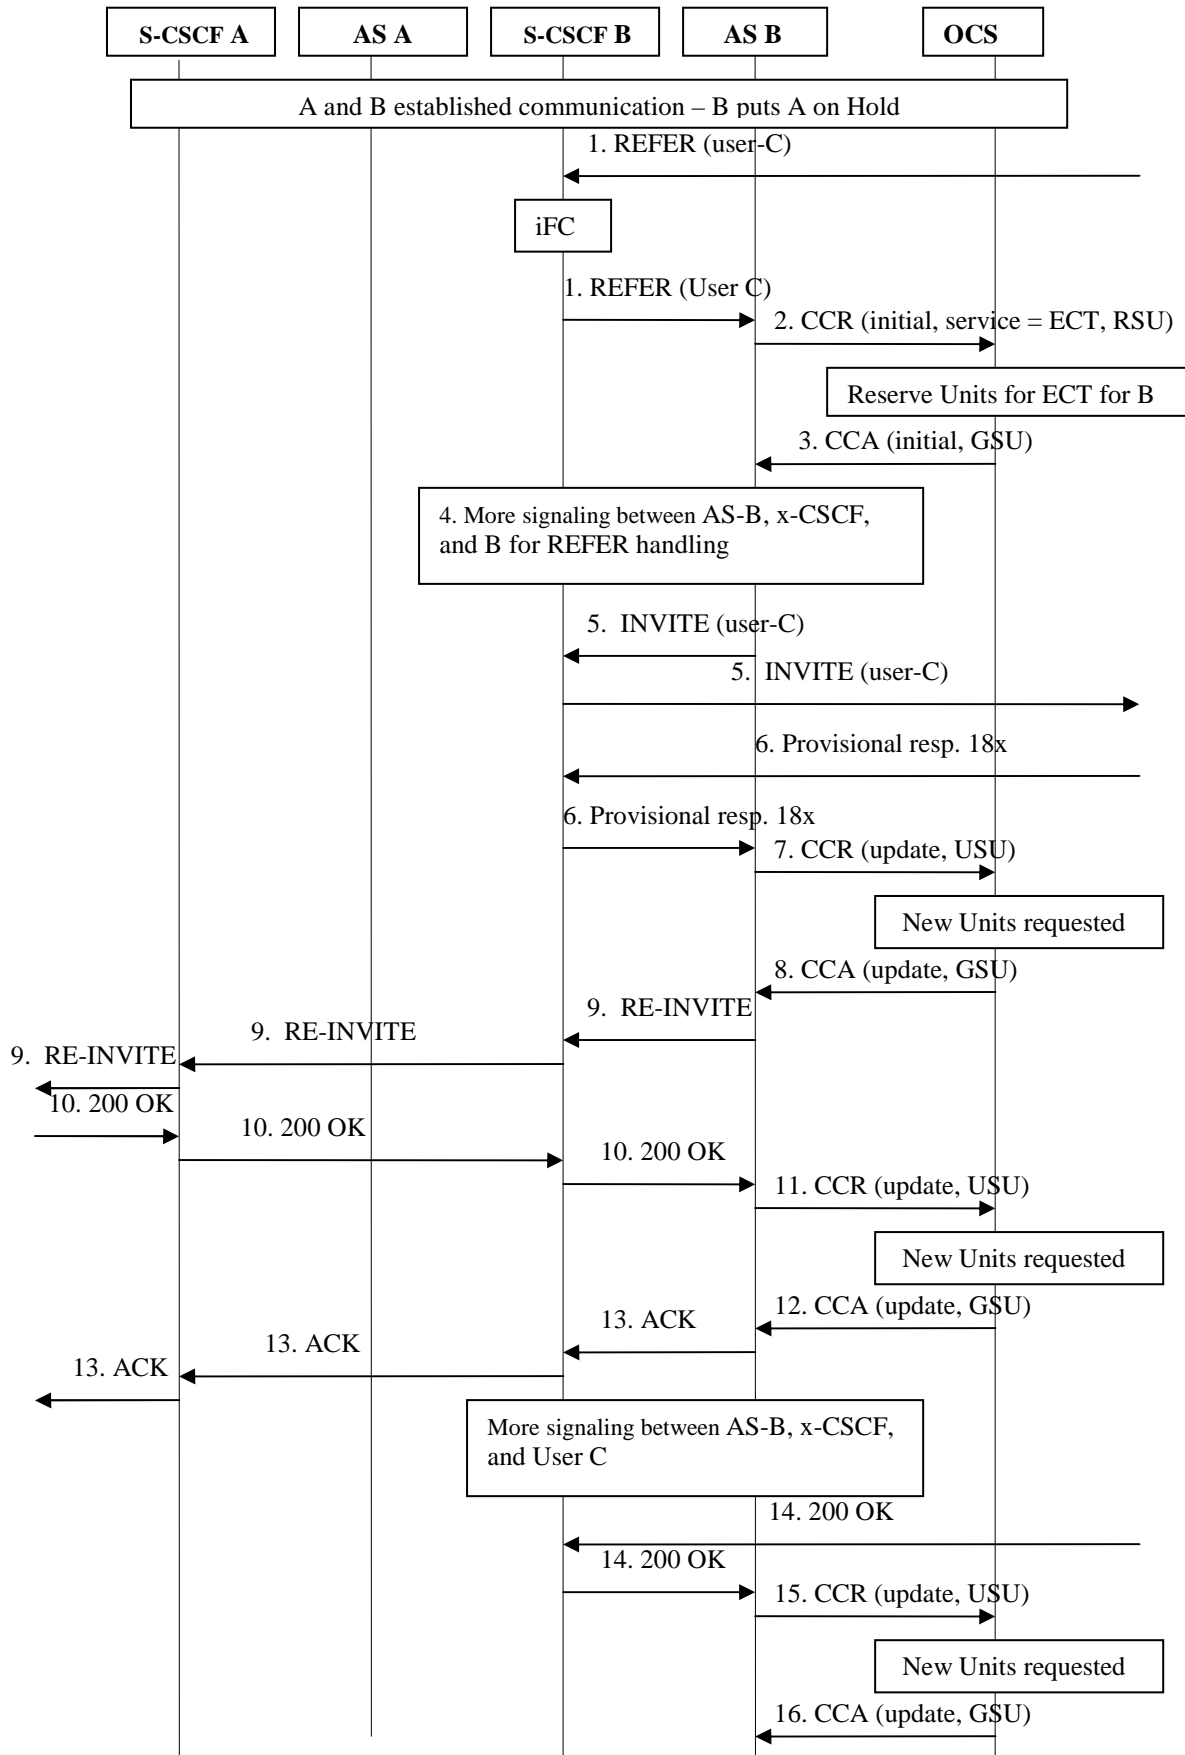 S-CSCF A AS A S-CSCF B AS B OCS
A and B established communication – B puts A on Hold
1. REFER (user-C)
iFC
1. REFER (User C)
2. CCR (initial, service = ECT, RSU)
Reserve Units for ECT for B
3. CCA (initial, GSU)
4. More signaling between AS-B, x-CSCF,
and B for REFER handling
5. INVITE (user-C)
5. INVITE (user-C)
6. Provisional resp. 18x
6. Provisional resp. 18x
7. CCR (update, USU)
New Units requested
8. CCA (update, GSU)
9. RE-INVITE
9. RE-INVITE
9. RE-INVITE
10. 200 OK
10. 200 OK
10. 200 OK
11. CCR (update, USU)
New Units requested
12. CCA (update, GSU)
13. ACK
13. ACK
13. ACK
More signaling between AS-B, x-CSCF,
and User C
14. 200 OK
14. 200 OK
15. CCR (update, USU)
New Units requested
16. CCA (update, GSU)